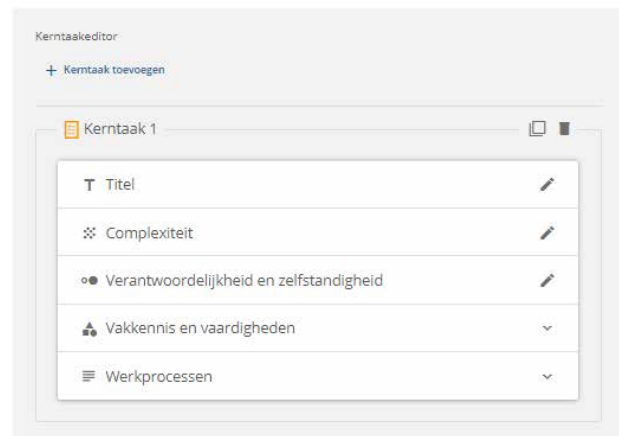 Kerntaakeditor
+ Kerntaak toevoegen
Kerntaak 1
Titel
Complexiteit
Verantwoordelijkheid en zelfstandigheid
Vakkennis en vaardigheden
Werkprocessen